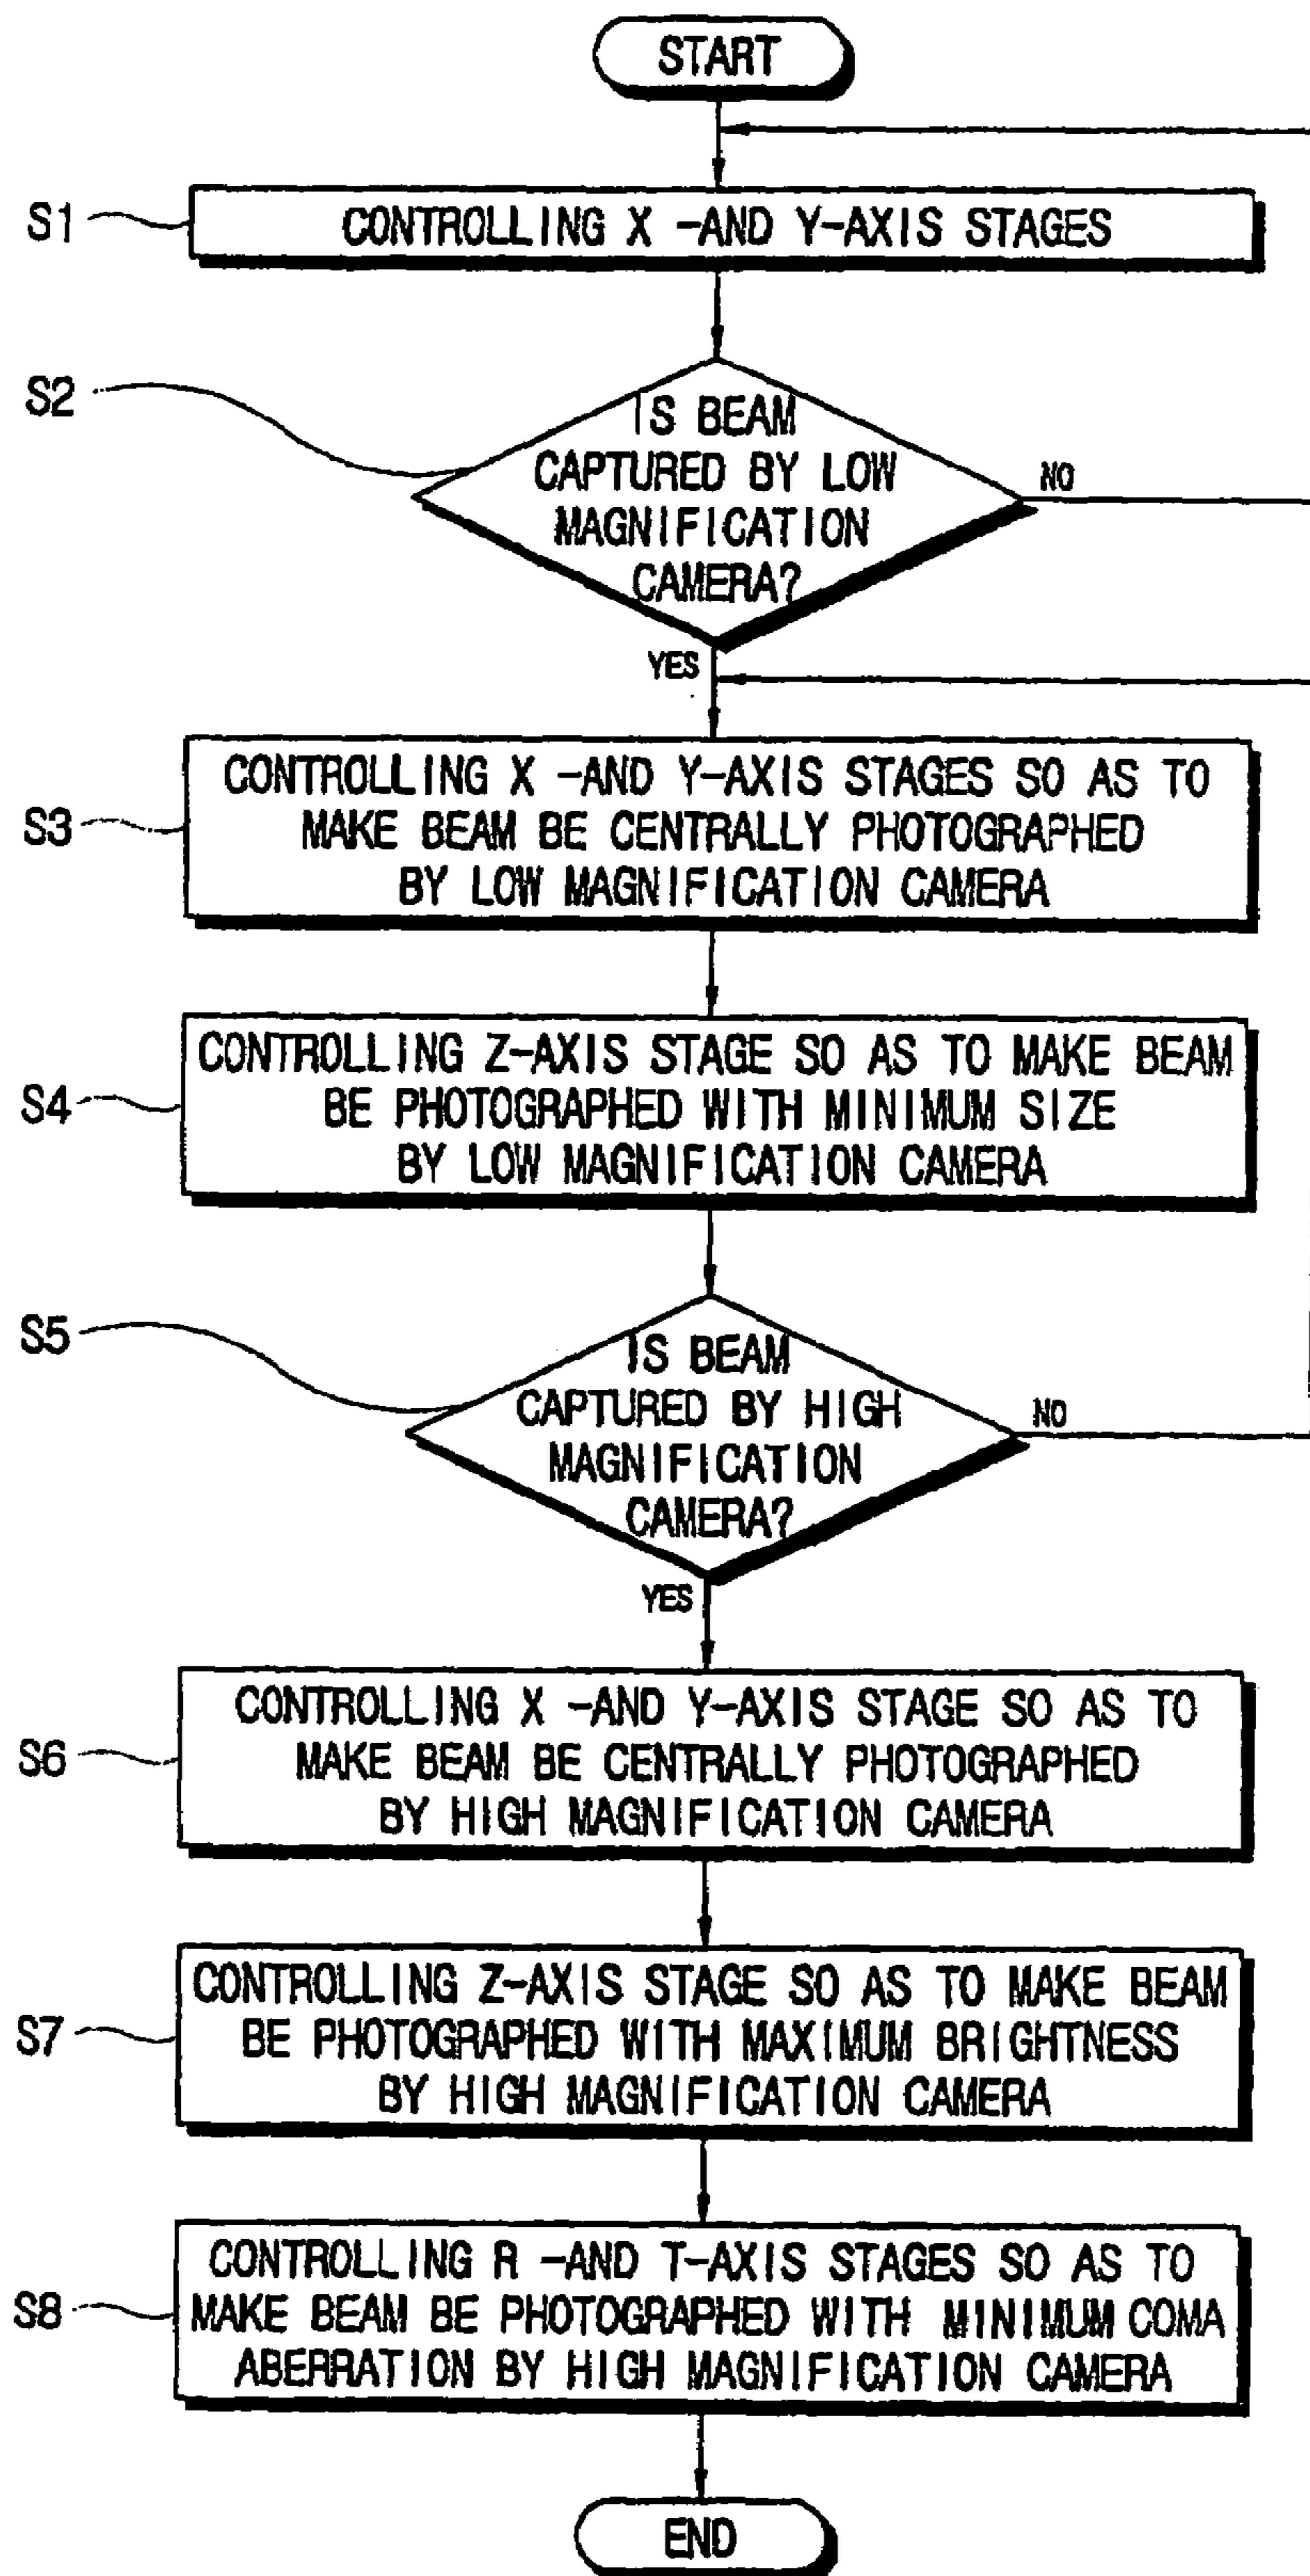 START
S1
CONTROLLING X -AND Y-AXIS STAGES
S2
IS BEAM
CAPTURED BY LOW
MAGNIFICATION
CAMERA?
NO
YES
S3
CONTROLLING X -AND Y-AXIS STAGES SO AS TO
MAKE BEAM BE CENTRALLY PHOTOGRAPHED
BY LOW MAGNIFICATION CAMERA
S4
CONTROLLING Z-AXIS STAGE SO AS TO MAKE BEAM
BE PHOTOGRAPHED WITH MINIMUM SIZE
BY LOW MAGNIFICATION CAMERA
S5
IS BEAM
CAPTURED BY HIGH
MAGNIFICATION
CAMERA?
NO
YES
S6
CONTROLLING X -AND Y-AXIS STAGE SO AS TO
MAKE BEAM BE CENTRALLY PHOTOGRAPHED
BY HIGH MAGNIFICATION CAMERA
S7
CONTROLLING Z-AXIS STAGE SO AS TO MAKE BEAM
BE PHOTOGRAPHED WITH MAXIMUM BRIGHTNESS
BY HIGH MAGNIFICATION CAMERA
S8
CONTROLLING R -AND T-AXIS STAGES SO AS TO
MAKE BEAM BE PHOTOGRAPHED WITH MINIMUM COMA
ABERRATION BY HIGH MAGNIFICATION CAMERA
END